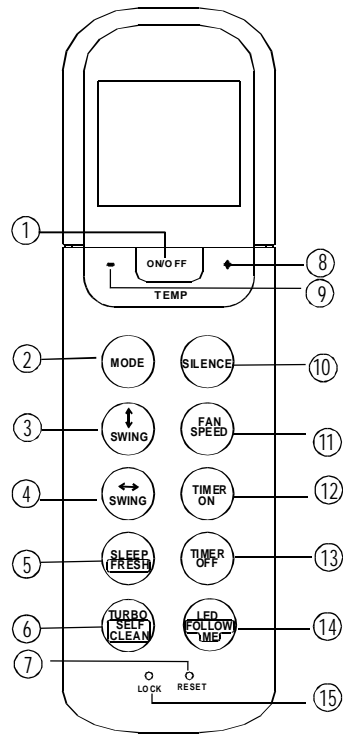 1
ON/OFF
- +
8
TEMP
9
2
MODE
SILENCE
10
3
SWING
FAN
SPEED
11
4
SWING
TIMER
ON
12
5
SLEEP
FRESH
TIMER
OFF
13
6
TURBO
SELF
CLEAN
LED
FOLLOW
ME
14
7
LOCK
RESET
15